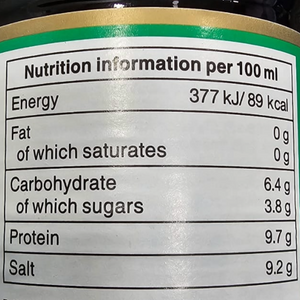 Nutrition information per 100 ml
Energy 377 kJ/ 89 kcal
Fat 0 g
of which saturates 0 g
Carbohydrate 6.4 g
of which sugars 3.8 g
Protein 9.7 g
Salt 9.2 g